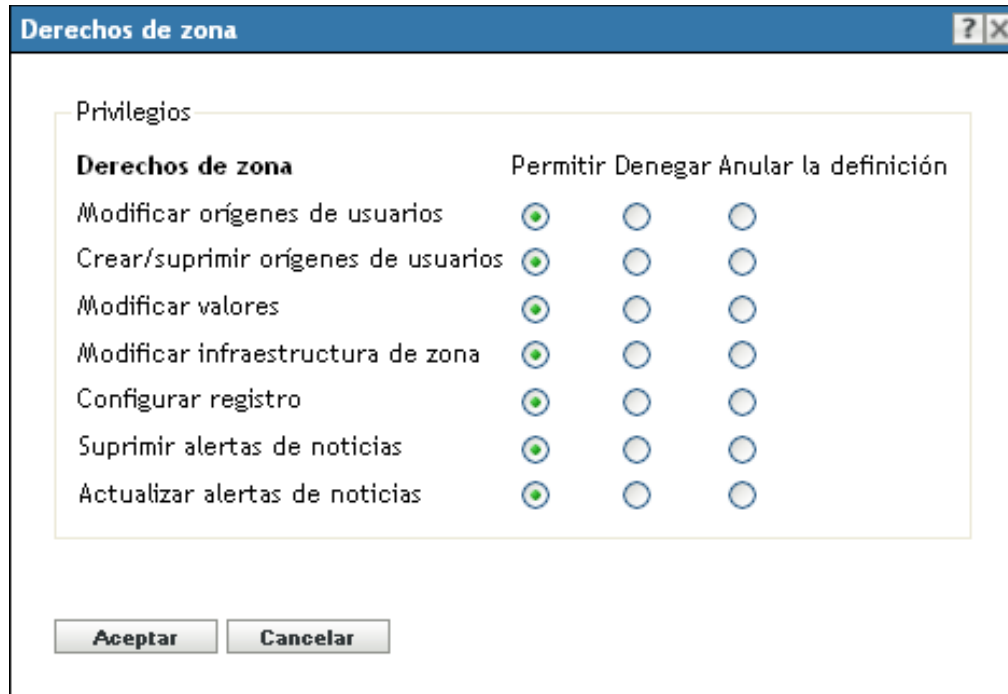 Derechos de zona
Privilegios
Derechos de zona Permitir Denegar Anular la definición
Modificar orígenes de usuarios
Crear/suprimir orígenes de usuarios
Modificar valores
Modificar infraestructura de zona
Configurar registro
Suprimir alertas de noticias
Actualizar alertas de noticias
Aceptar Cancelar